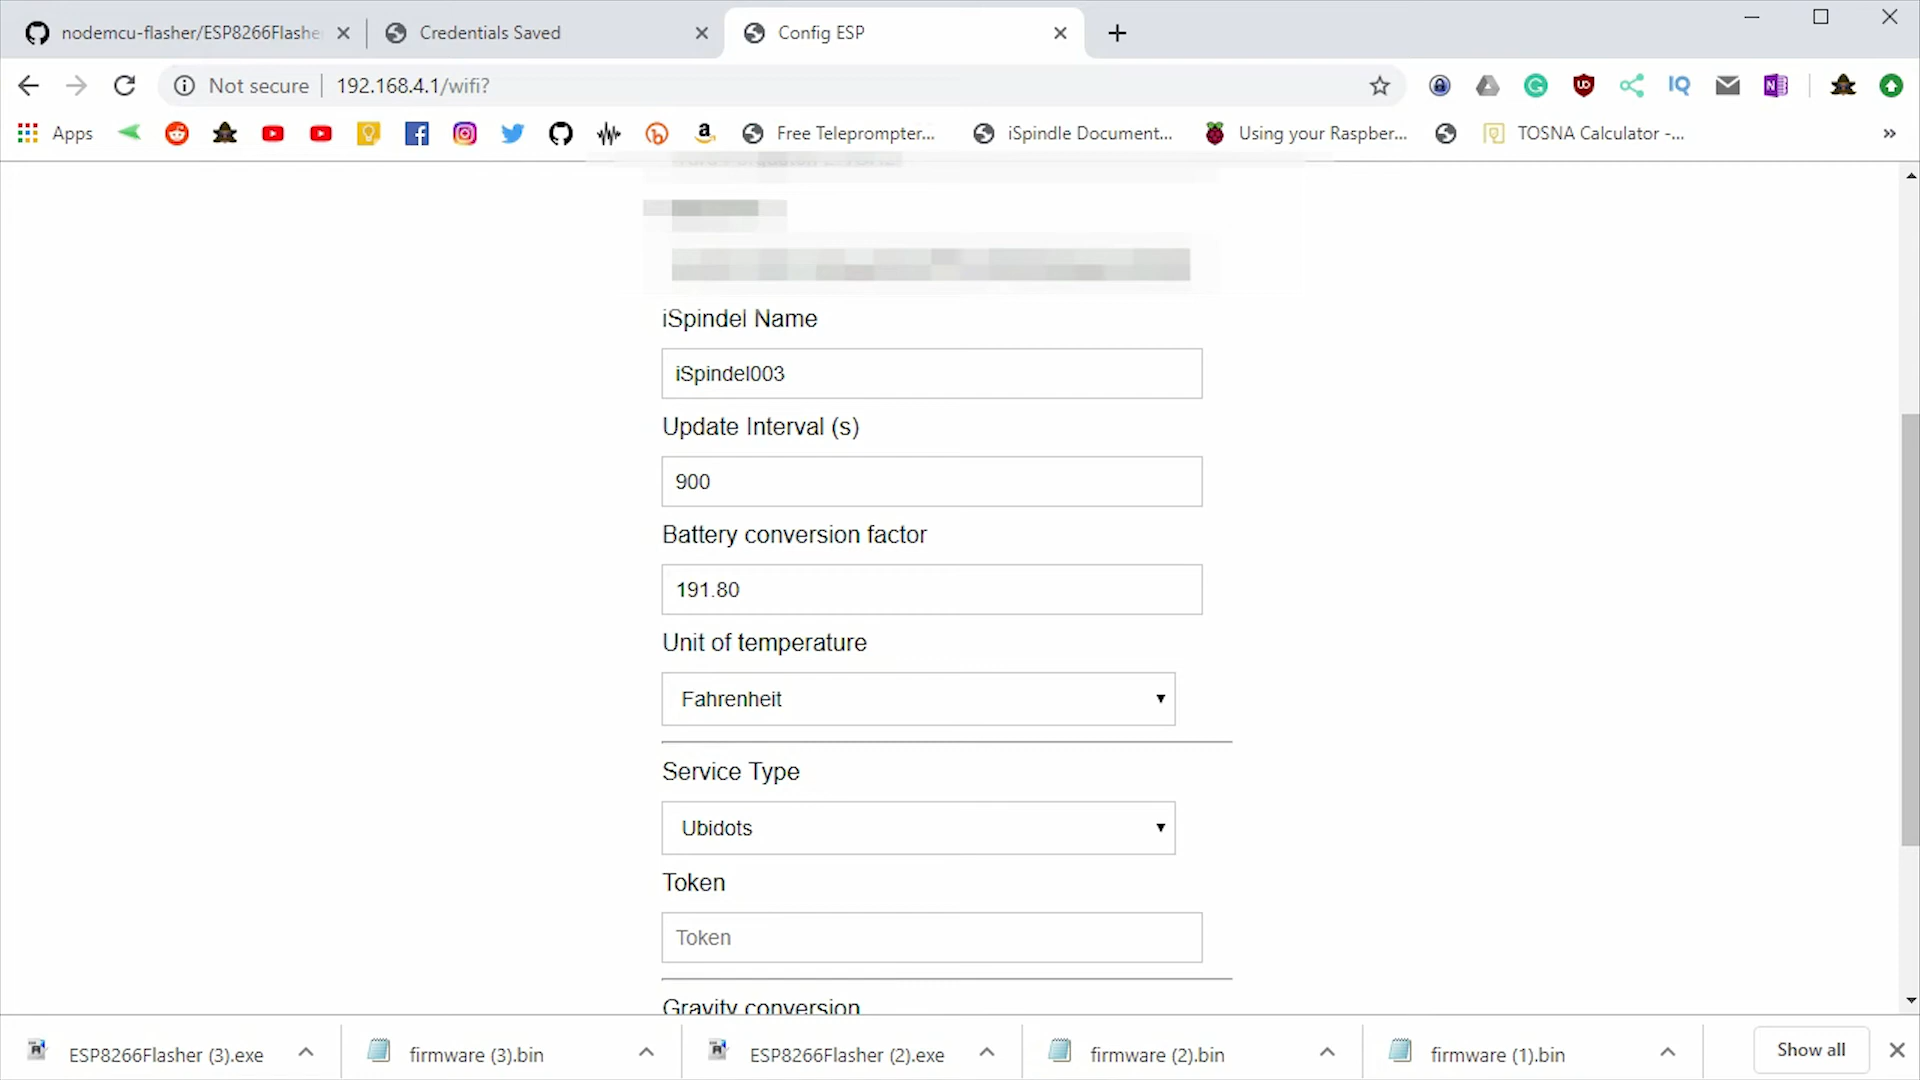 nodemcu-flasher/ESP8266Flashe
Credentials Saved
Config ESP
Not secure
192.168.4.1/wifi?
Apps
Free Teleprompter...
iSpindle Document...
Using your Raspber...
TOSNA Calculator -...
iSpindel Name
iSpindel003
Update Interval (s)
900
Battery conversion factor
191.80
Unit of temperature
Fahrenheit
Service Type
Ubidots
Token
Token
Gravity conversion
ESP8266Flasher (3).exe
firmware (3).bin
ESP8266Flasher (2).exe
firmware (2).bin
firmware (1).bin
Show all